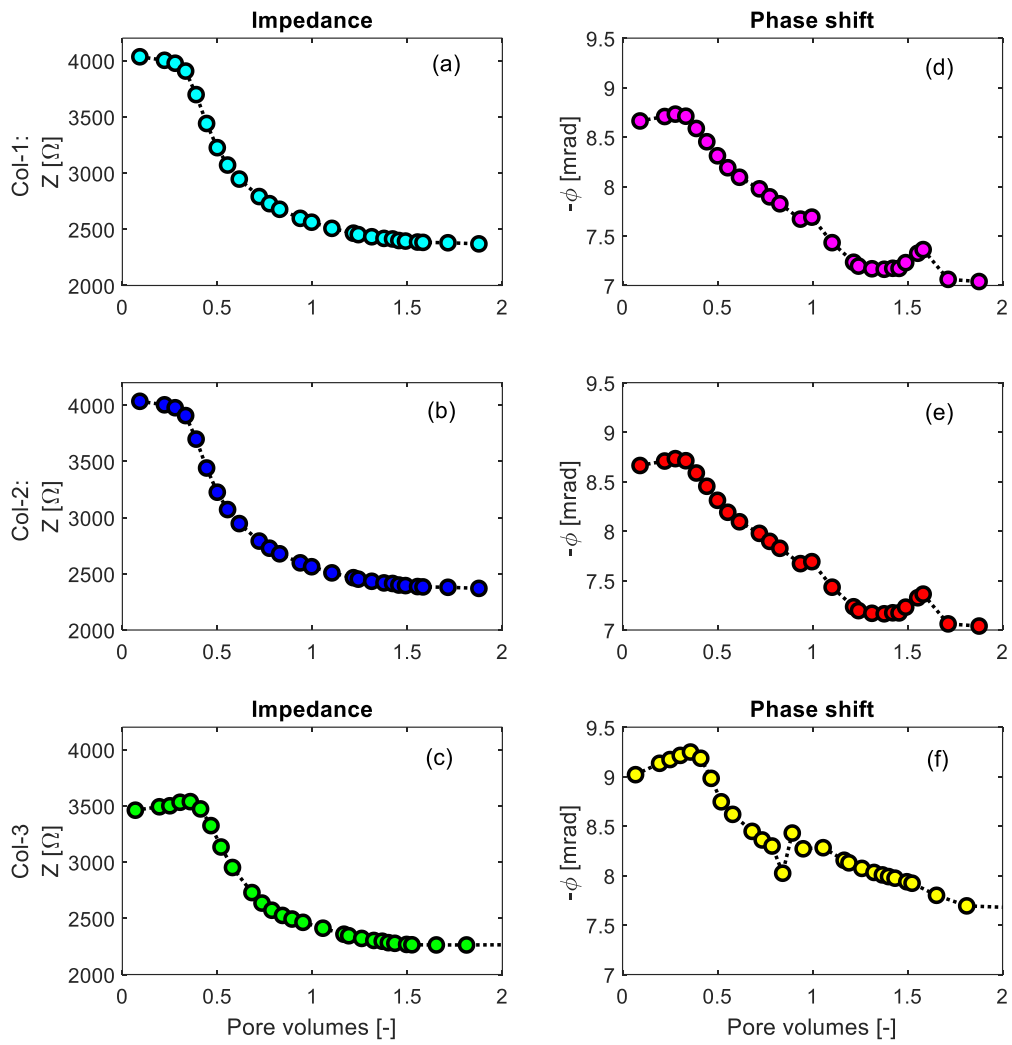 Impedance
Col-1:
Z [Ω]
4000
3500
3000
2500
2000
(a)
0 0.5 1 1.5 2
Phase shift
-ϕ [mrad]
9.5
9
8.5
8
7.5
7
(d)
0 0.5 1 1.5 2
Col-2:
Z [Ω]
4000
3500
3000
2500
2000
(b)
0 0.5 1 1.5 2
-ϕ [mrad]
9.5
9
8.5
8
7.5
7
(e)
0 0.5 1 1.5 2
Impedance
Col-3
Z [Ω]
4000
3500
3000
2500
2000
(c)
0 0.5 1 1.5 2
Pore volumes [-]
Phase shift
-ϕ [mrad]
9.5
9
8.5
8
7.5
7
(f)
0 0.5 1 1.5 2
Pore volumes [-]